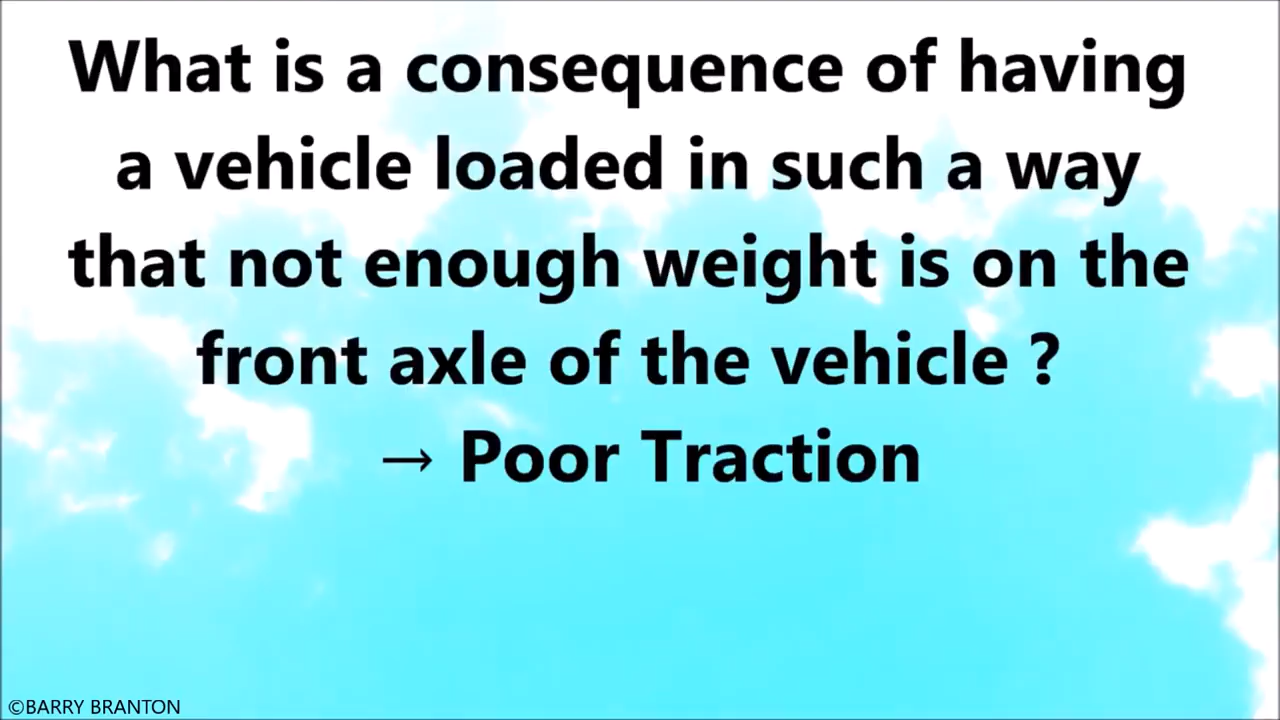 What is a consequence of having
a vehicle loaded in such a way
that not enough weight is on the
front axle of the vehicle ?
→ Poor Traction
©BARRY BRANTON